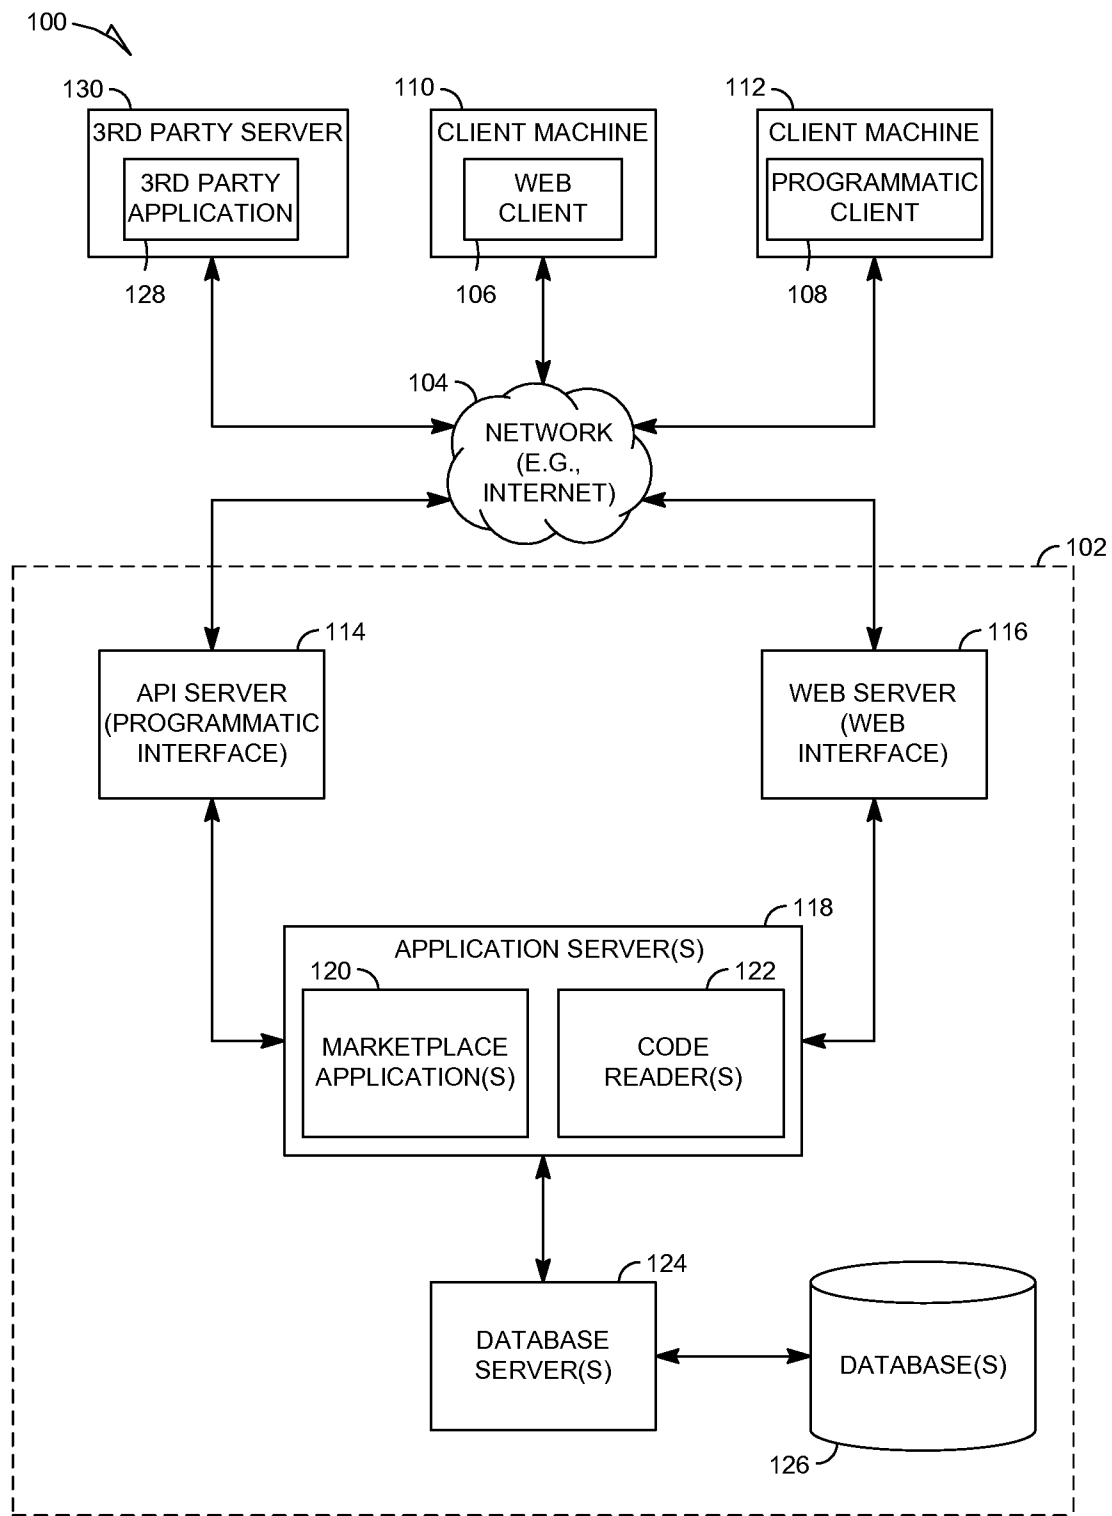 100
130
110
112
3RD PARTY SERVER
3RD PARTY
APPLICATION
128
CLIENT MACHINE
WEB
CLIENT
106
CLIENT MACHINE
PROGRAMMATIC
CLIENT
108
104
NETWORK
(E.G.,
INTERNET)
102
114
API SERVER
(PROGRAMMATIC
INTERFACE)
116
WEB SERVER
(WEB
INTERFACE)
118
APPLICATION SERVER(S)
120
MARKETPLACE
APPLICATION(S)
122
CODE
READER(S)
124
DATABASE
SERVER(S)
DATABASE(S)
126